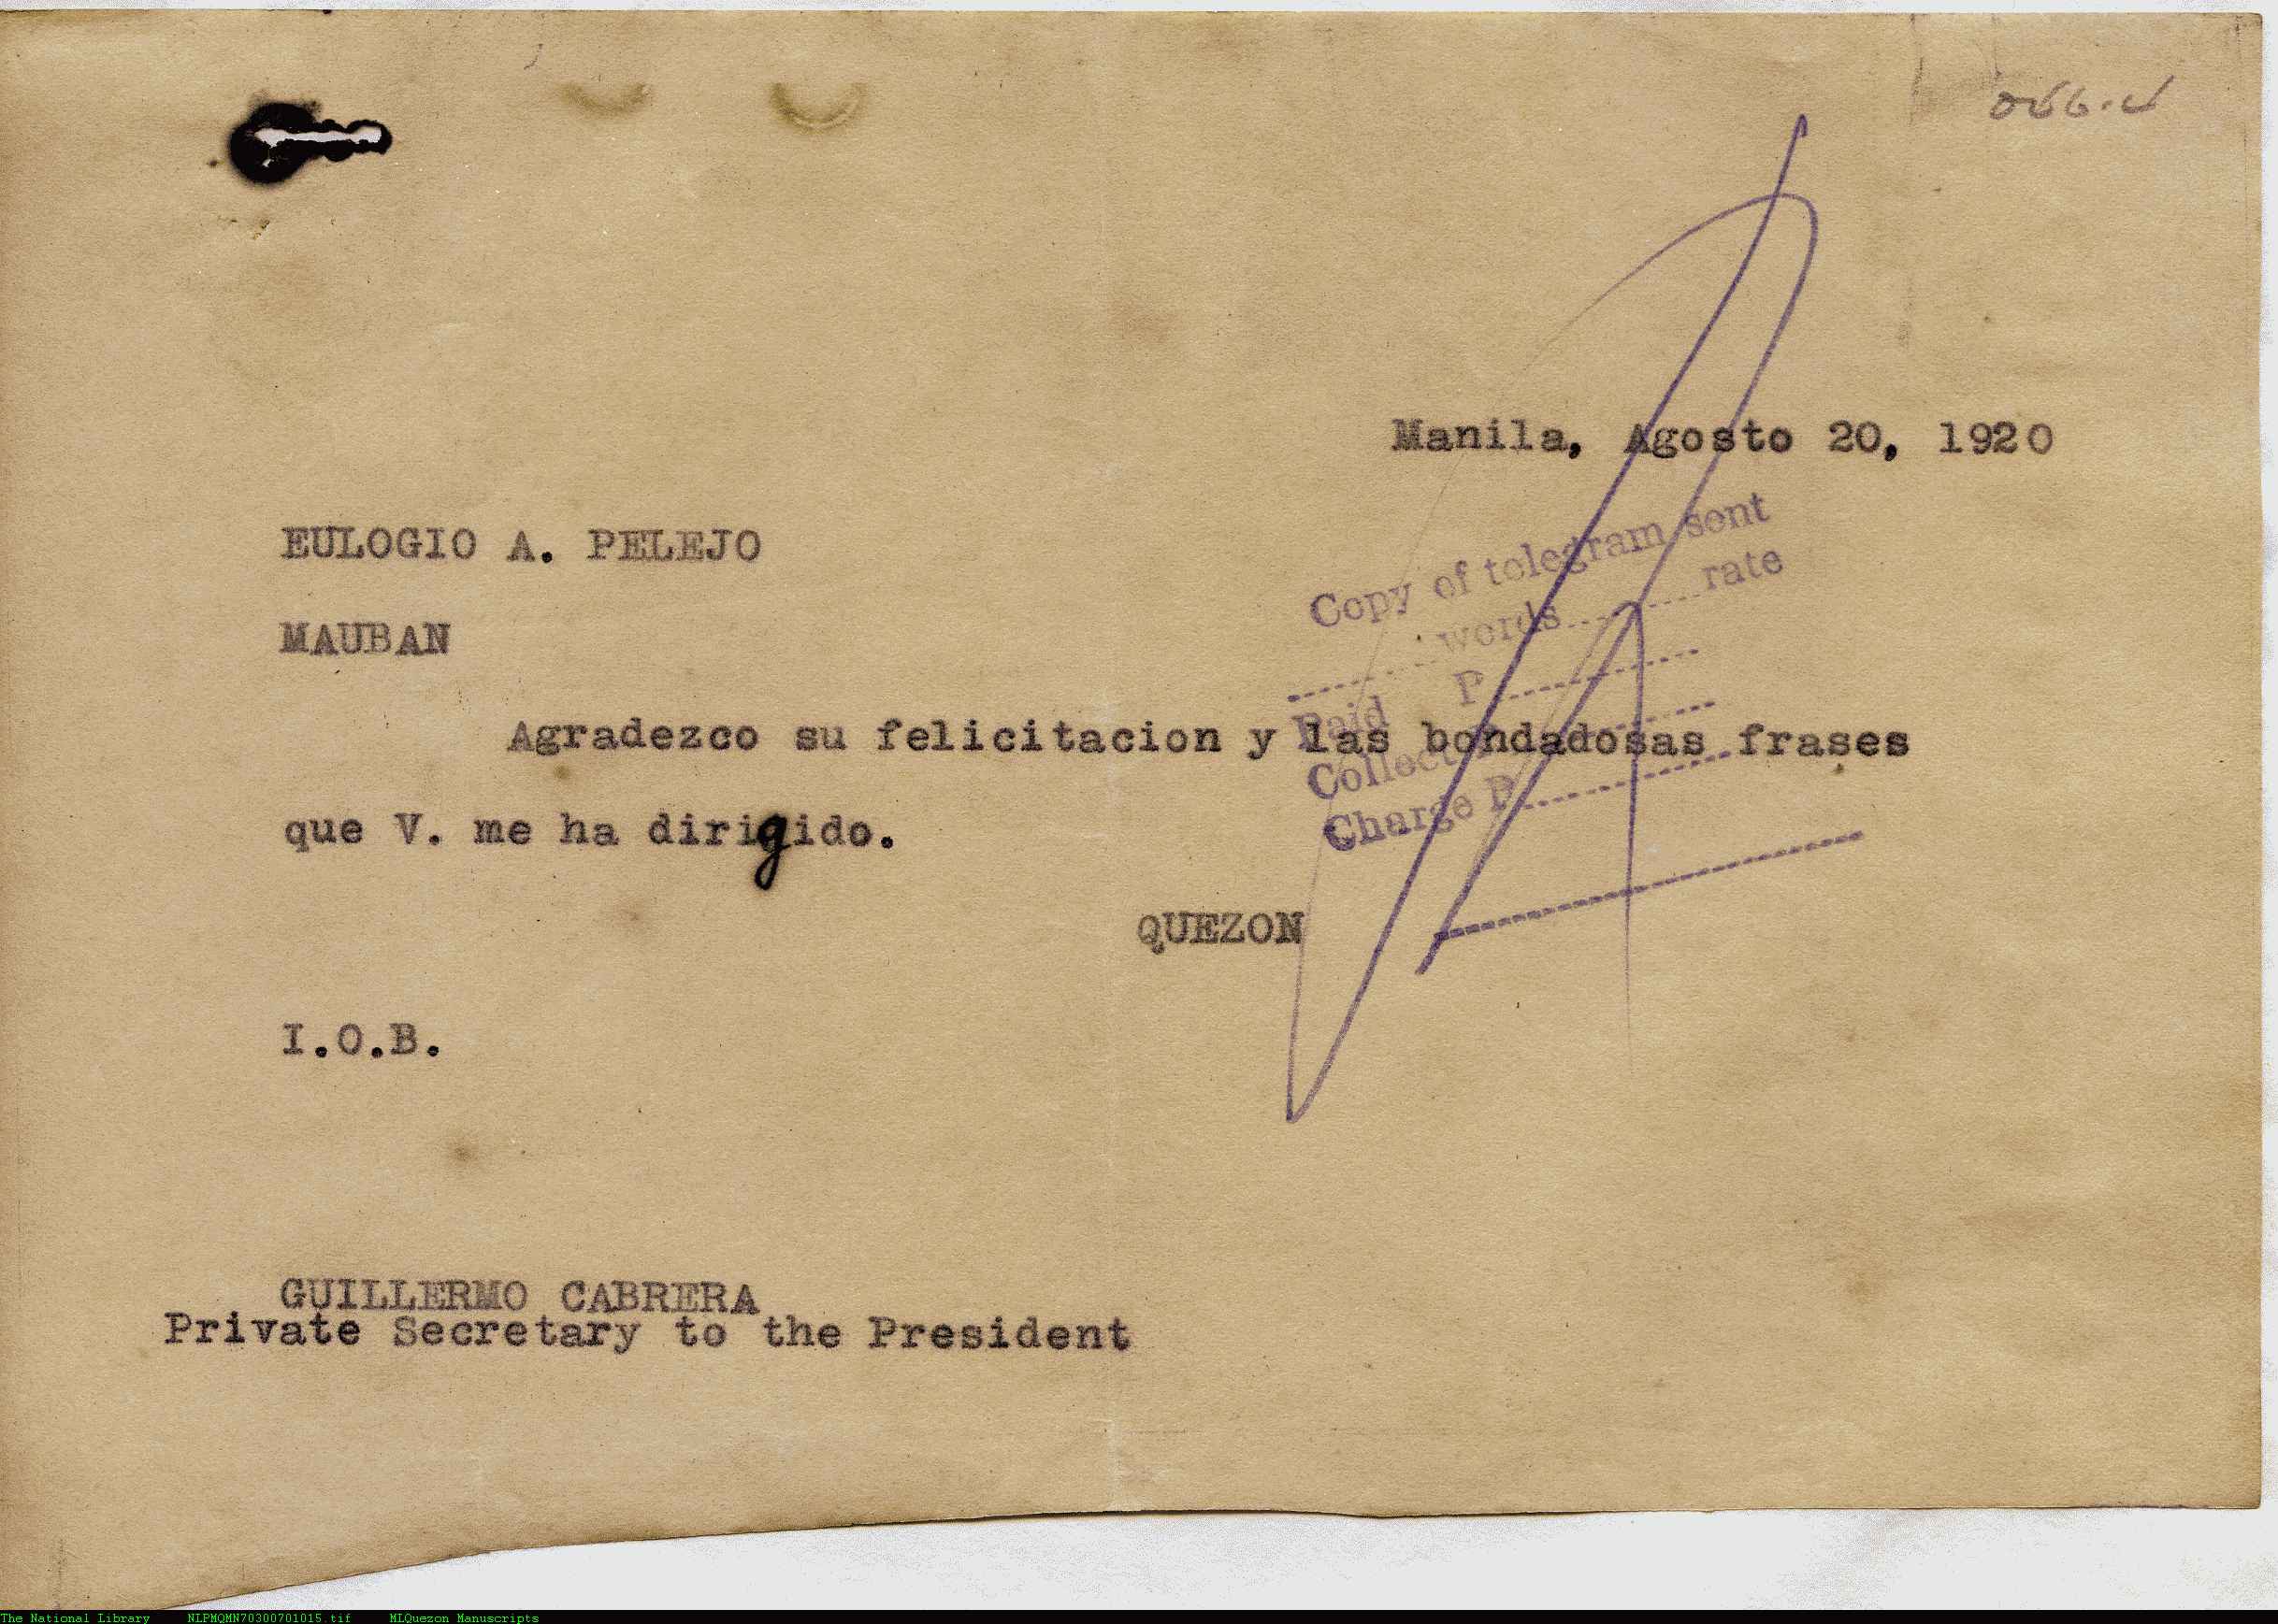 Manila, Agosto 20, 1920
EULOGIO A. PELEJO
MAUBAN
Copy of telegram sent
words rate
Paid P
Collect
Charge P
Agradezco su felicitacion y las bondadosas frases
que V. me ha dirigido.
QUEZON
I.O.B.
GUILLERMO CABRERA
Private Secretary to the President
The National Library NLPMQMN70300701015.tif MLQuezon Manuscripts